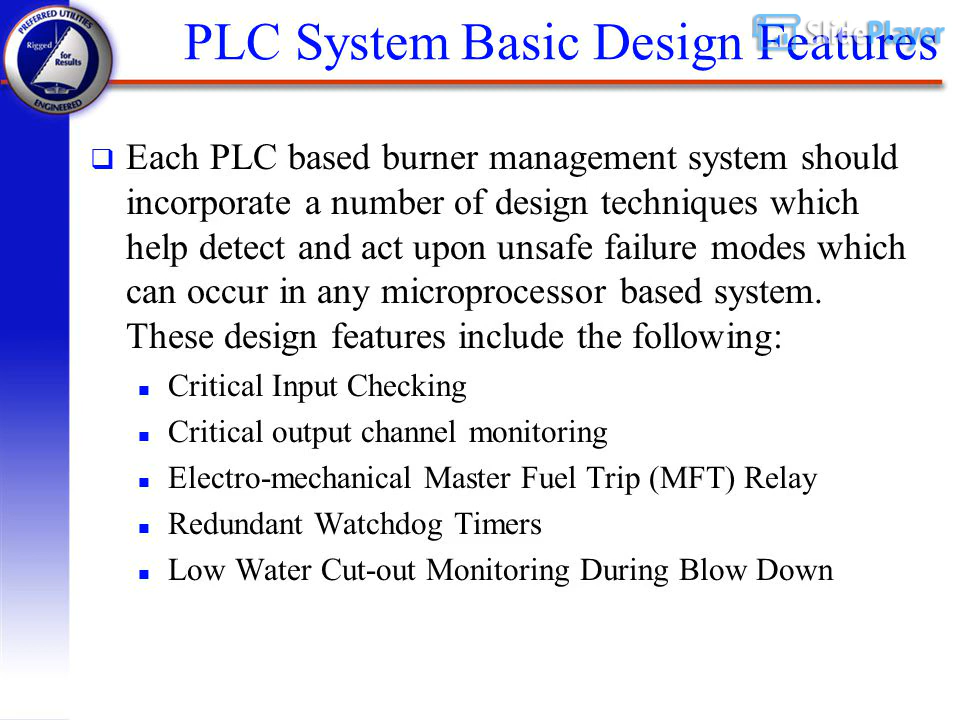 PLC System Basic Design Features
SlidePlayer
PREFERRED UTILITIES
Rigged
for
Results
ENGINEERED
Each PLC based burner management system should
incorporate a number of design techniques which
help detect and act upon unsafe failure modes which
can occur in any microprocessor based system.
These design features include the following:
Critical Input Checking
Critical output channel monitoring
Electro-mechanical Master Fuel Trip (MFT) Relay
Redundant Watchdog Timers
Low Water Cut-out Monitoring During Blow Down